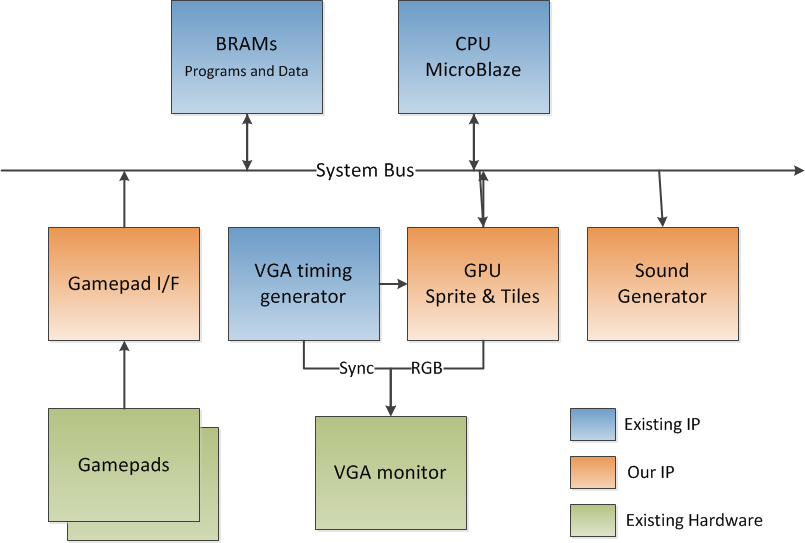 BRAMs
Programs and Data
CPU
MicroBlaze
System Bus
Gamepad I/F
VGA timing
generator
GPU
Sprite & Tiles
Sound
Generator
Sync
RGB
Gamepads
VGA monitor
Existing IP
Our IP
Existing Hardware